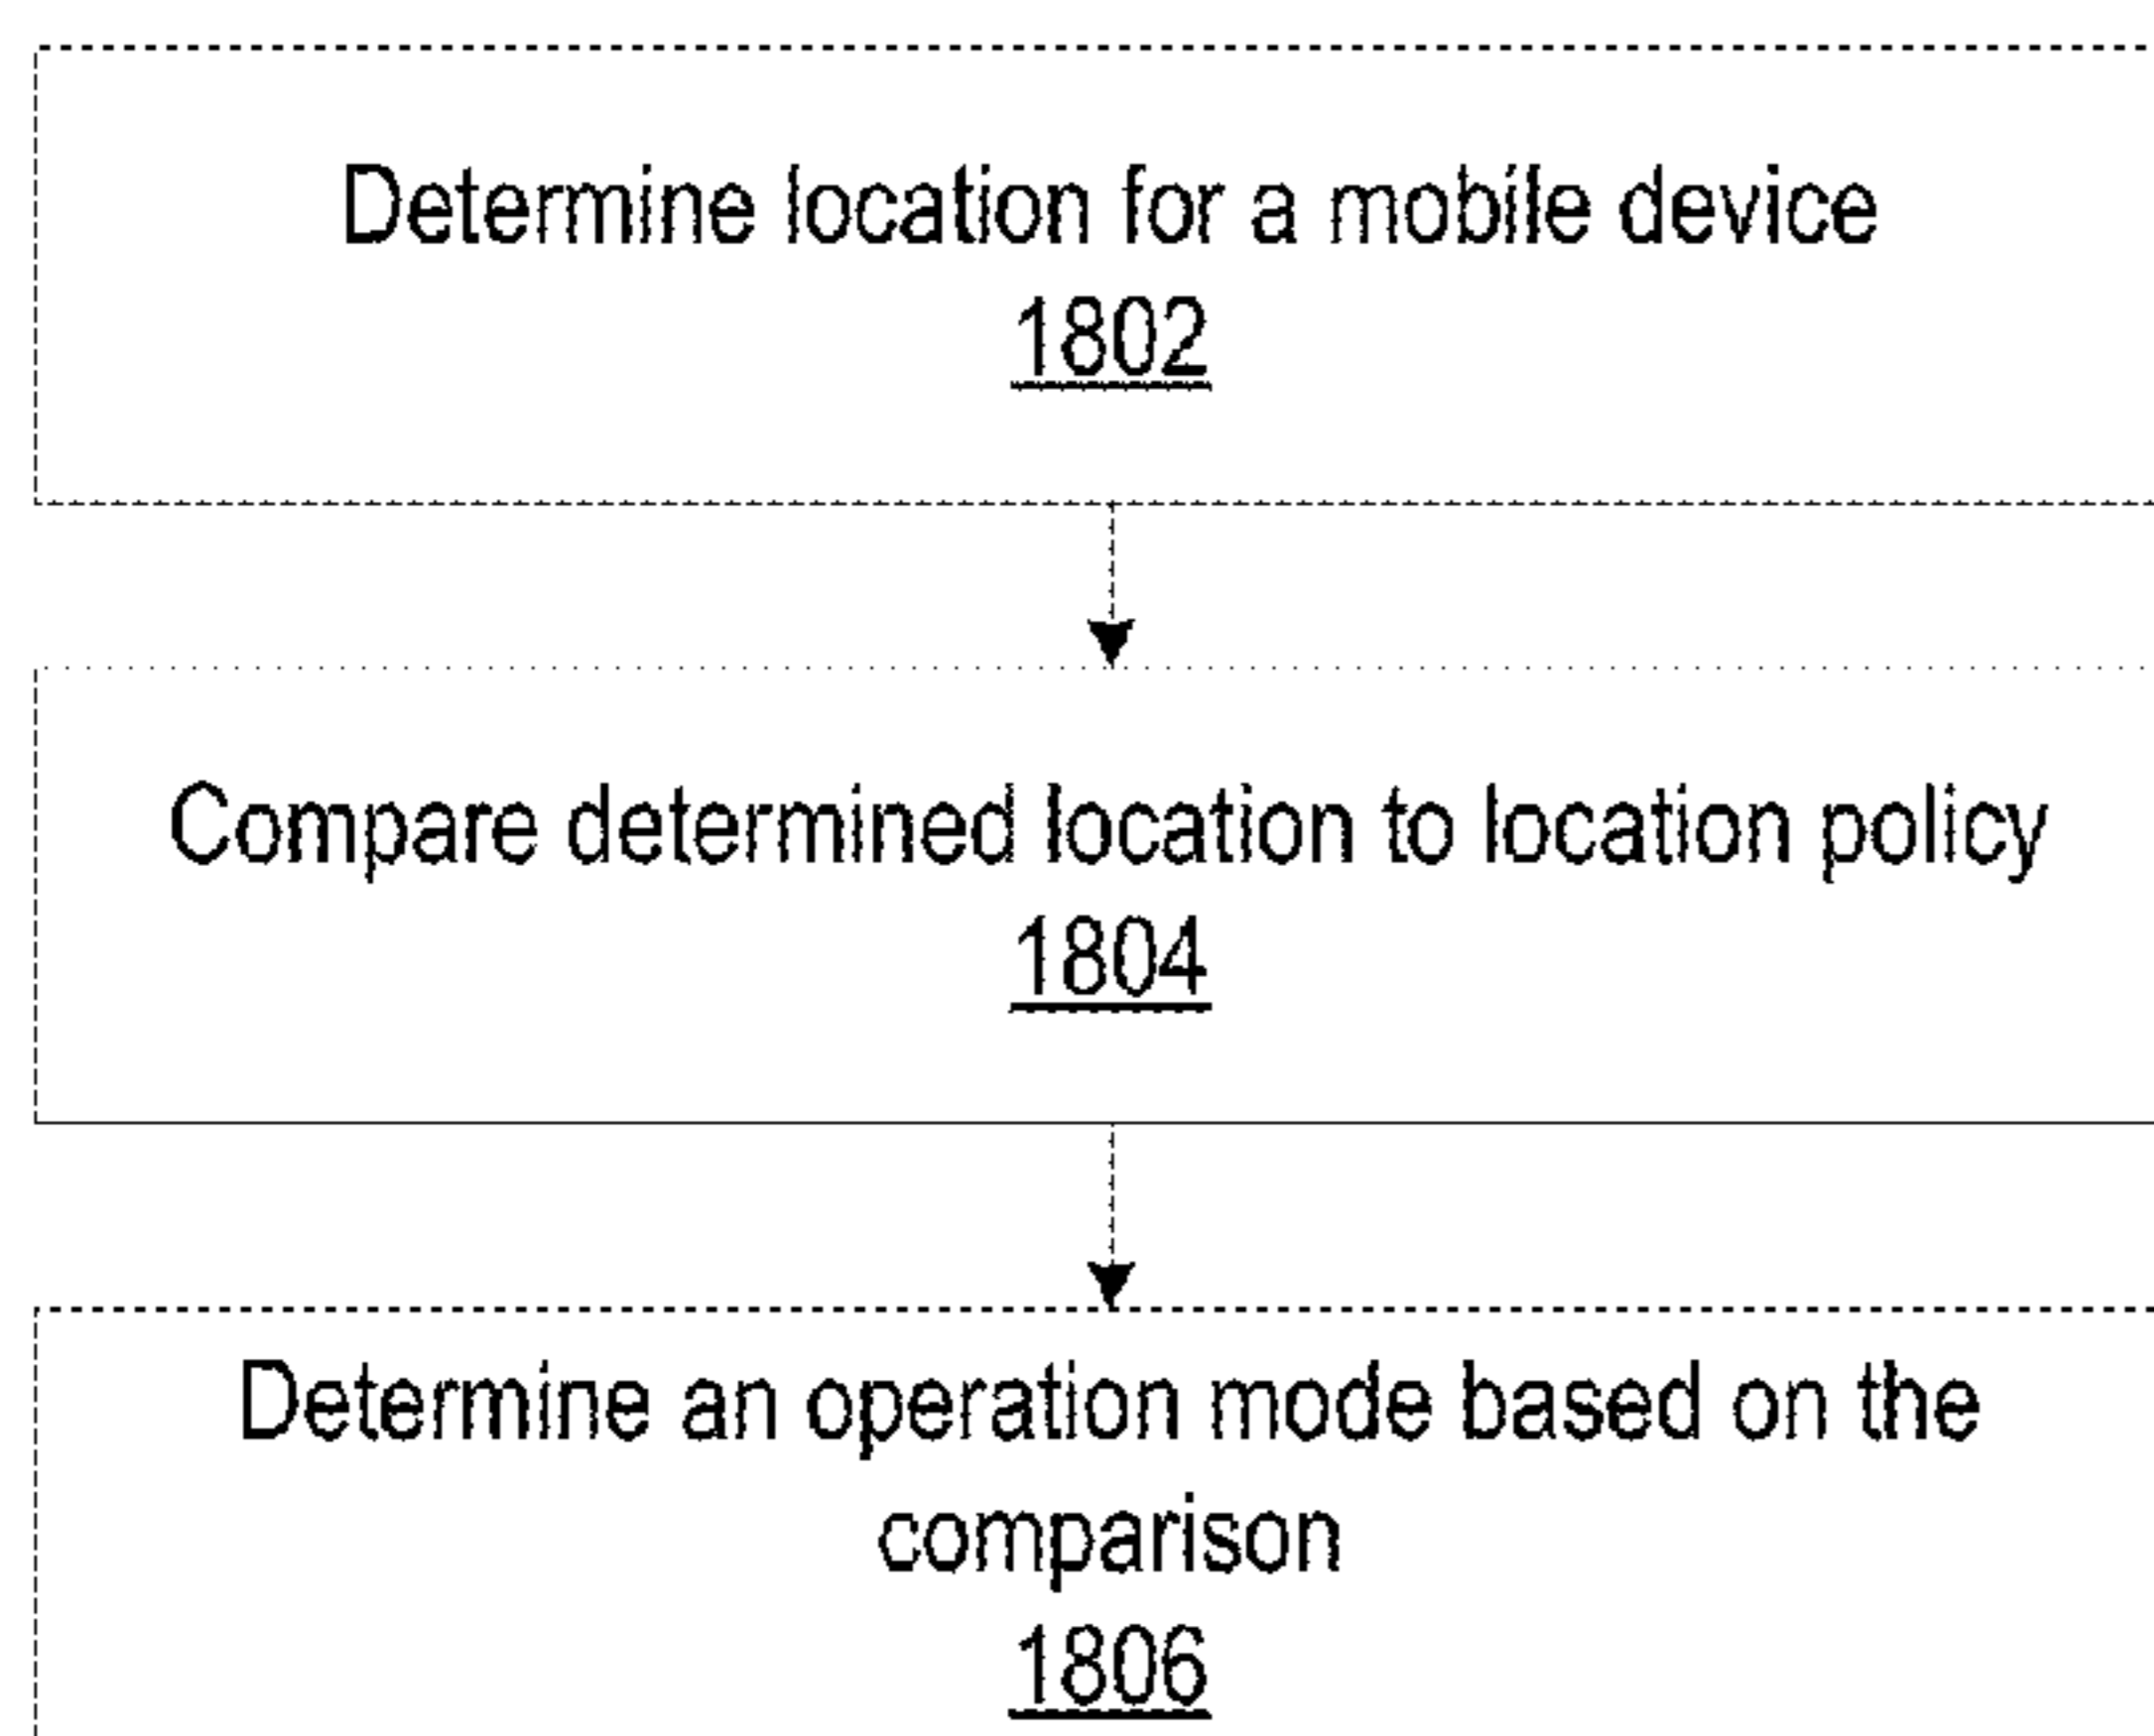 Determine location for a mobile device
1802
Compare determined location to location policy
1804
Determine an operation mode based on the
comparison
1806